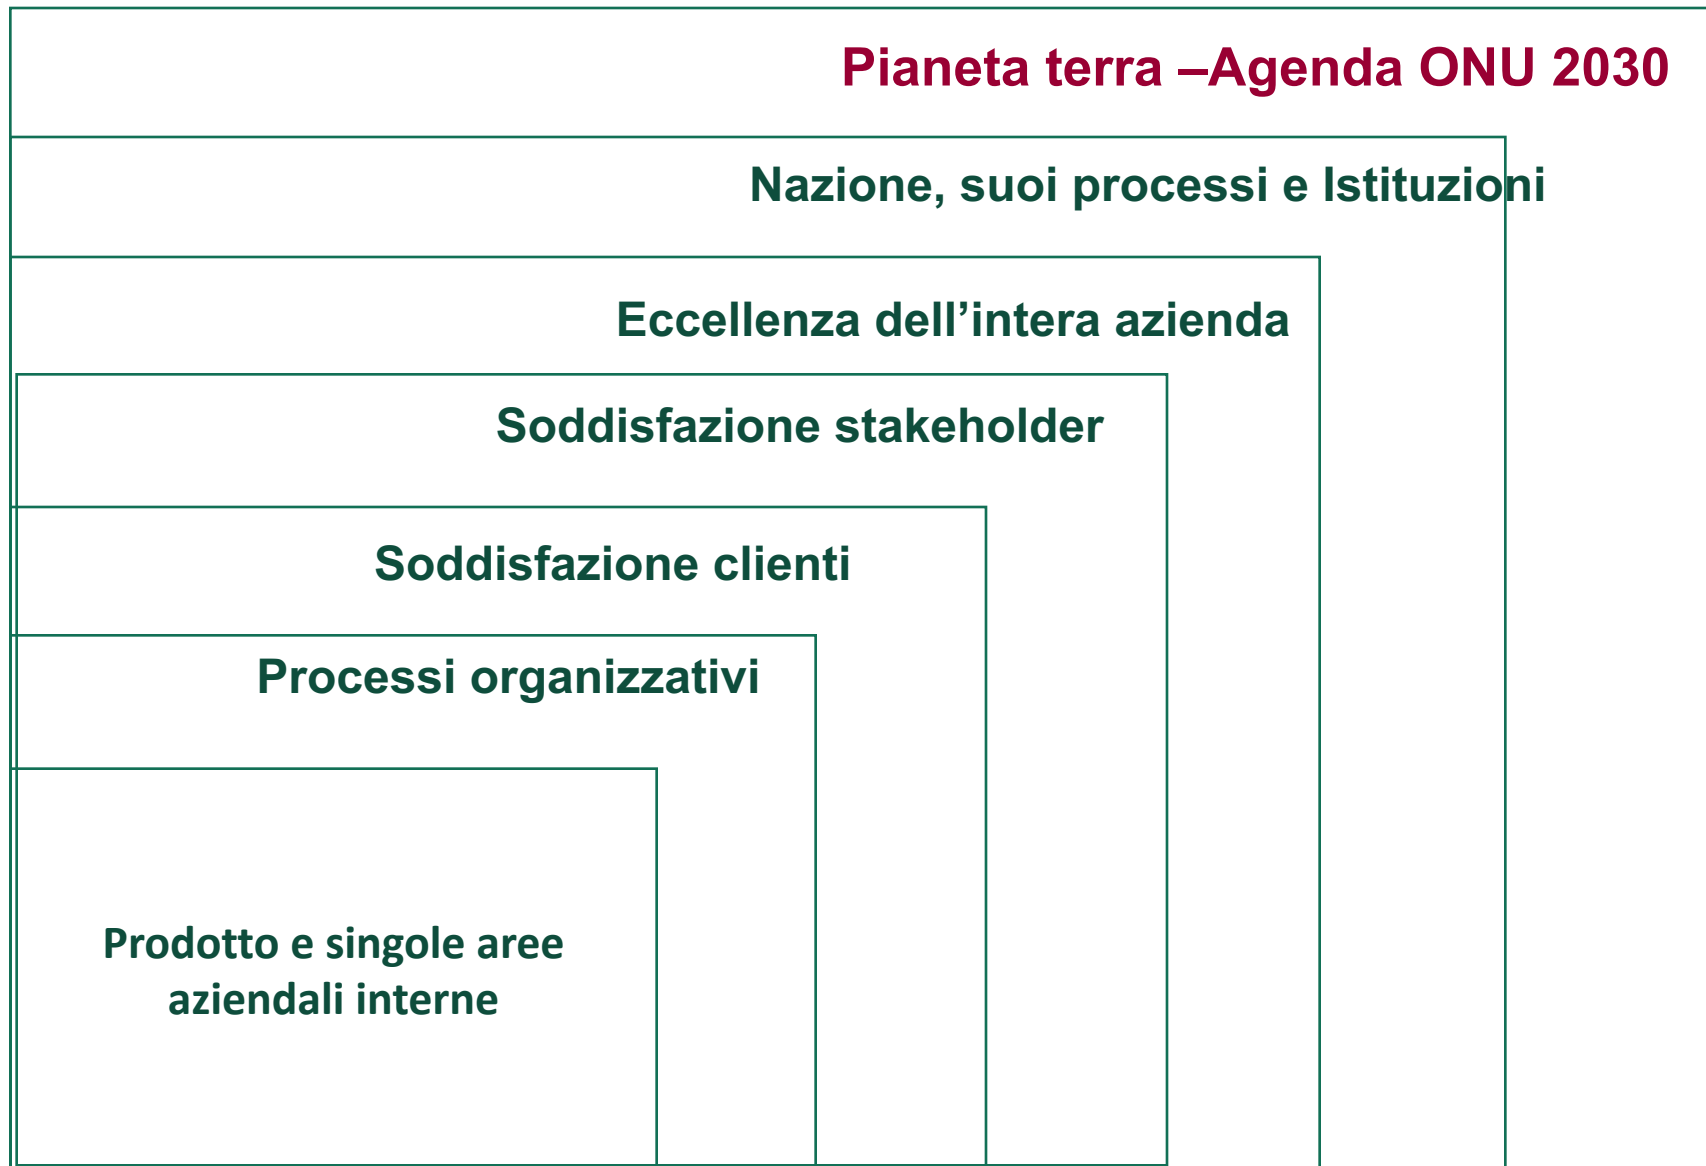 Pianeta terra –Agenda ONU 2030
Nazione, suoi processi e Istituzioni
Eccellenza dell’intera azienda
Soddisfazione stakeholder
Soddisfazione clienti
Processi organizzativi
Prodotto e singole aree
aziendali interne